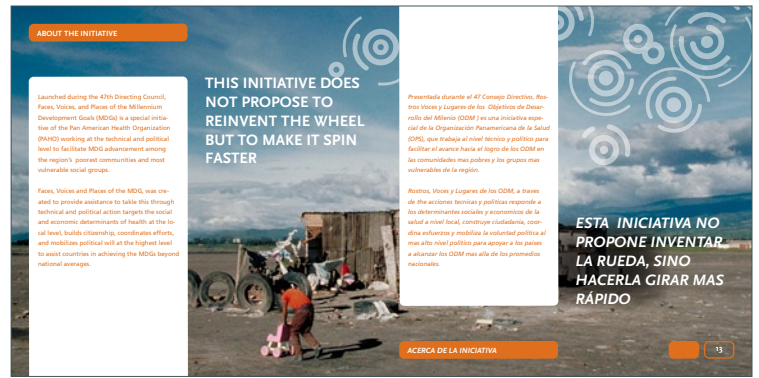 ABOUT THE INITIATIVE
Launched during the 47th Directing Council,
Faces, Voices, and Places of the Millennium
Development Goals (MDGs) is a special initia-
tive of the Pan American Health Organization
(PAHO) working at the technical and political
level to facilitate MDG advancement among
the region's  poorest communities and most
vulnerable social groups.
Faces, Voices and Places of the MDG, was cre-
ated to provide assistance to takle this through
technical and political action targets the social
and economic determinants of health at the lo-
cal level, builds citizenship, coordinates efforts,
and mobilizes political will at the highest level
to assist countries in achieving the MDGs beyond
national averages.
THIS INITIATIVE DOES
NOT PROPOSE TO
REINVENT THE WHEEL
BUT TO MAKE IT SPIN
FASTER
Presentada durante el 47 Consejo Directivo, Ros-
tros Voces y Lugares de los  Objetivos de Desar-
rollo del Milenio (ODM ) es una iniciativa espe-
cial de la Organización Panamericana de la Salud
(OPS), que trabaja al nivel técnico y político para
facilitar el avance hacia el logro de los ODM en
las comunidades mas pobres y los grupos mas
vulnerables de la región.
Rostros, Voces y Lugares de los ODM, a traves
de the acciones tecnicas y politicas responde a
los determinantes sociales y economicos de la
salud a nivel local, construye ciudadanía, coor-
dina esfuerzos y mobiliza la voluntad política al
mas alto nivel político para apoyar a los países
a alcanzar los ODM mas alla de los promedios
nacionales.
ACERCA DE LA INICIATIVA
ESTA  INICIATIVA NO
PROPONE INVENTAR
LA RUEDA, SINO
HACERLA GIRAR MAS
RÁPIDO
13